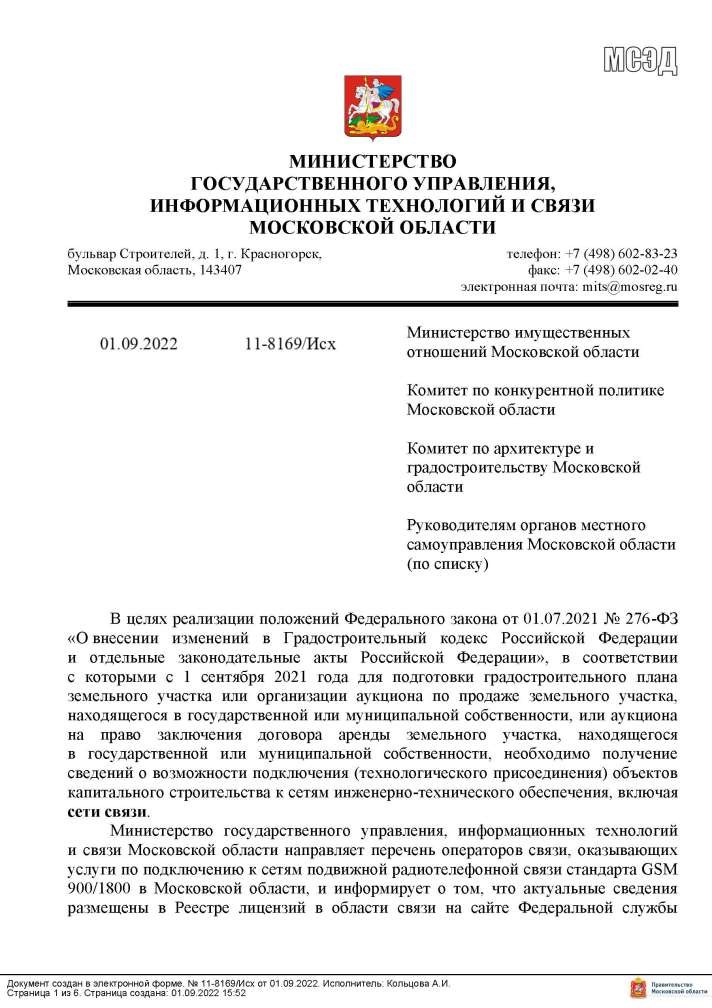 МСЭД
МИНИСТЕРСТВО
ГОСУДАРСТВЕННОГО УПРАВЛЕНИЯ,
ИНФОРМАЦИОННЫХ ТЕХНОЛОГИЙ И СВЯЗИ
МОСКОВСКОЙ ОБЛАСТИ
бульвар Строителей, д. 1, г. Красногорск,
Московская область, 143407
телефон: +7 (498) 602-83-23
факс: +7 (498) 602-02-40
электронная почта: mits@mosreg.ru
01.09.2022 11-8169/Исх
Министерство имущественных
отношений Московской области
Комитет по конкурентной политике
Московской области
Комитет по архитектуре и
градостроительству Московской
области
Руководителям органов местного
самоуправления Московской области
(по списку)
В целях реализации положений Федерального закона от 01.07.2021 № 276-ФЗ
«О внесении изменений в Градостроительный кодекс Российской Федерации
и отдельные законодательные акты Российской Федерации», в соответствии
с которыми с 1 сентября 2021 года для подготовки градостроительного плана
земельного участка или организации аукциона по продаже земельного участка,
находящегося в государственной или муниципальной собственности, или аукциона
на право заключения договора аренды земельного участка, находящегося
в государственной или муниципальной собственности, необходимо получение
сведений о возможности подключения (технологического присоединения) объектов
капитального строительства к сетям инженерно-технического обеспечения, включая
сети связи.
Министерство государственного управления, информационных технологий
и связи Московской области направляет перечень операторов связи, оказывающих
услуги по подключению к сетям подвижной радиотелефонной связи стандарта GSM
900/1800 в Московской области, и информирует о том, что актуальные сведения
размещены в Реестре лицензий в области связи на сайте Федеральной службы
Документ создан в электронной форме. № 11-8169/Исх от 01.09.2022. Исполнитель: Кольцова А.И.
Страница 1 из 6. Страница создана: 01.09.2022 15:52
Правительство
Московской области